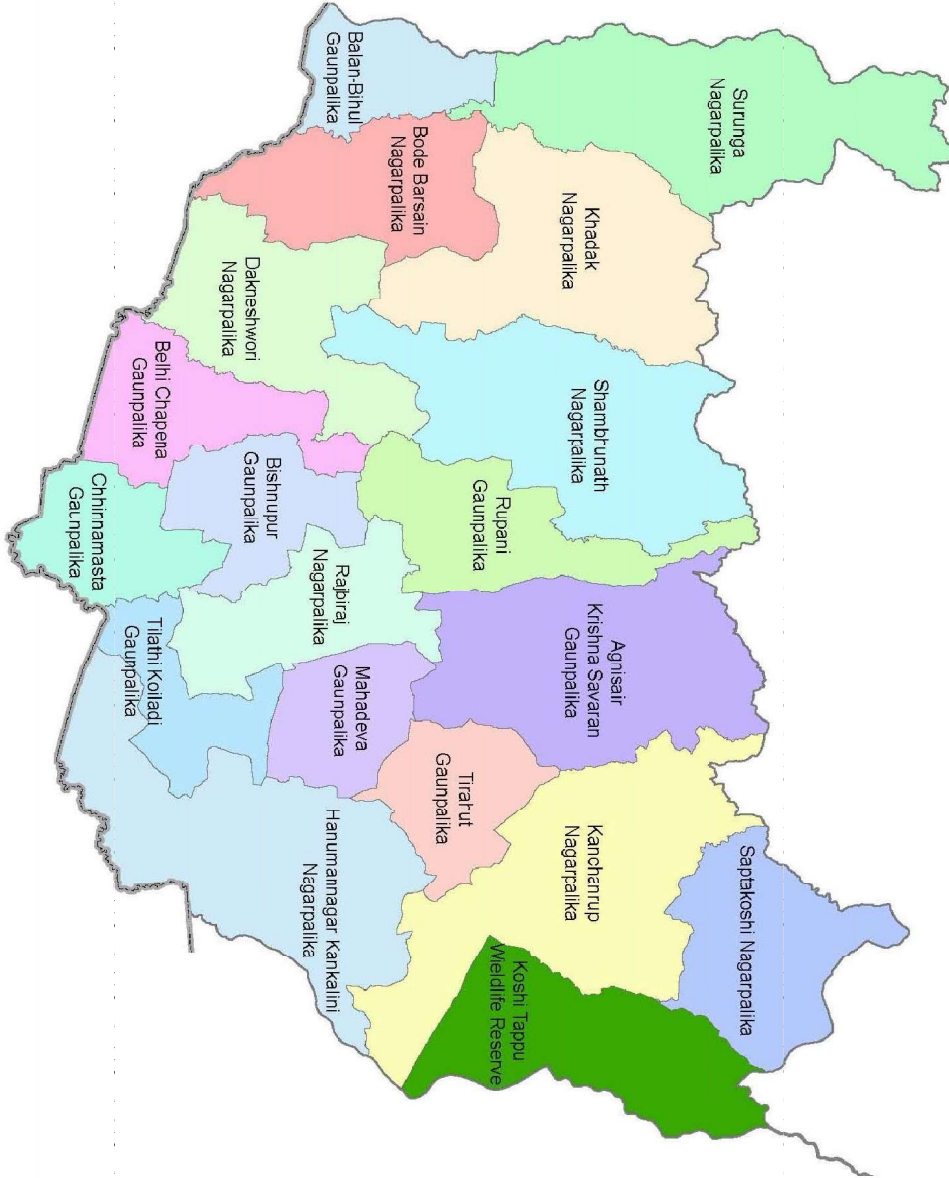 Surunga
Nagarpalika
Saptakoshi Nagarpalika
Khadak
Nagarpalika
Shambhunath
Nagarpalika
Agnisair
Krishna Savaran
Gaunpalika
Kanchanrup
Nagarpalika
Rupani
Gaunpalika
Koshi Tappu
Wieldlife Reserve
Tirahut
Gaunpalika
Bode Barsain
Nagarpalika
Balan-Bihul
Gaunpalika
Mahadeva
Gaunpalika
Rajbiraj
Nagarpalika
Hanumannagar Kankalini
Nagarpalika
Bishnupur
Gaunpalika
Dakneshwori
Nagarpalika
Belhi Chapena
Gaunpalika
Tilathi Koiladi
Gaunpalika
Chhinnamasta
Gaunpalika